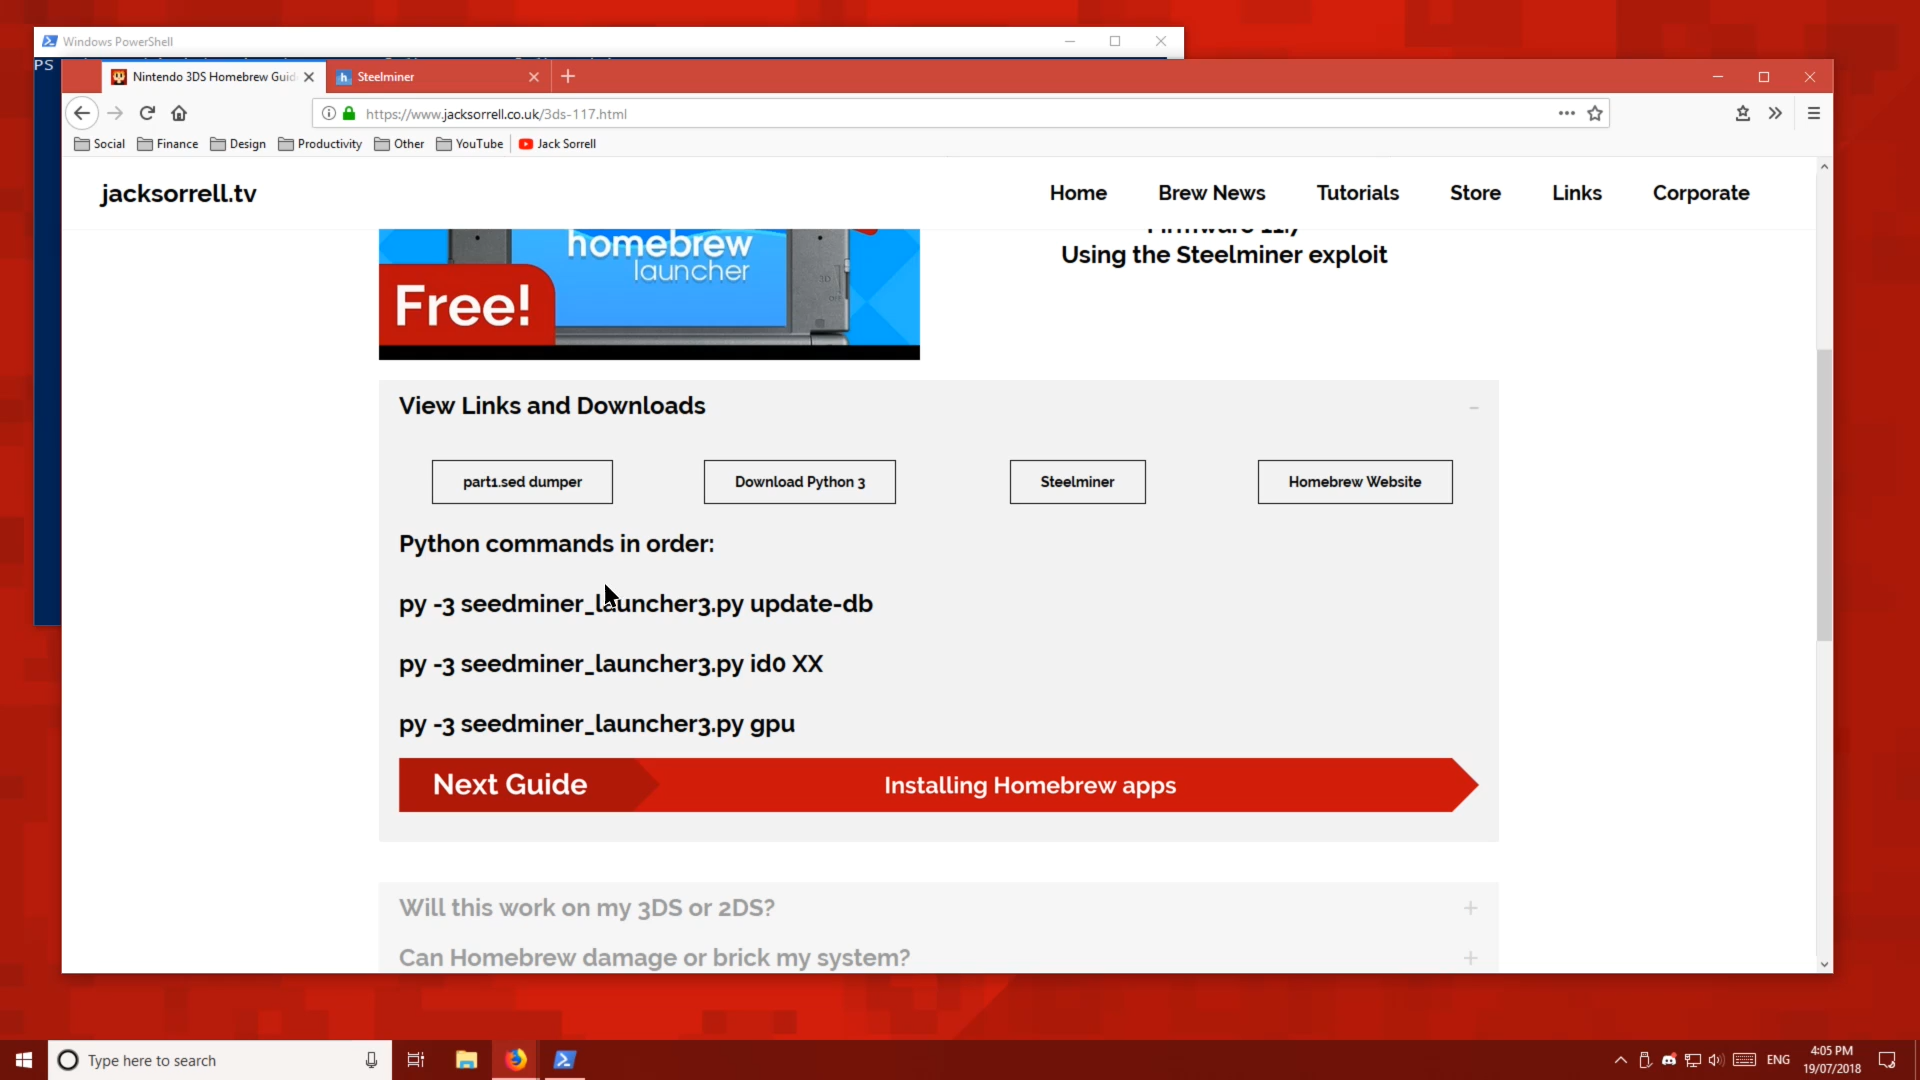 Windows PowerShell
PS
Nintendo 3DS Homebrew Guid
Steelminer
https://www.jacksorrell.co.uk/3ds-117.html
Social
Finance
Design
Productivity
Other
YouTube
Jack Sorrell
jacksorrell.tv
Home
Brew News
Tutorials
Store
Links
Corporate
homebrew
launcher
Free!
Firmware 11.7
Using the Steelminer exploit
View Links and Downloads
part1.sed dumper
Download Python 3
Steelminer
Homebrew Website
Python commands in order:
py -3 seedminer_launcher3.py update-db
py -3 seedminer_launcher3.py id0 XX
py -3 seedminer_launcher3.py gpu
Next Guide
Installing Homebrew apps
Will this work on my 3DS or 2DS?
Can Homebrew damage or brick my system?
Type here to search
ENG
4:05 PM
19/07/2018